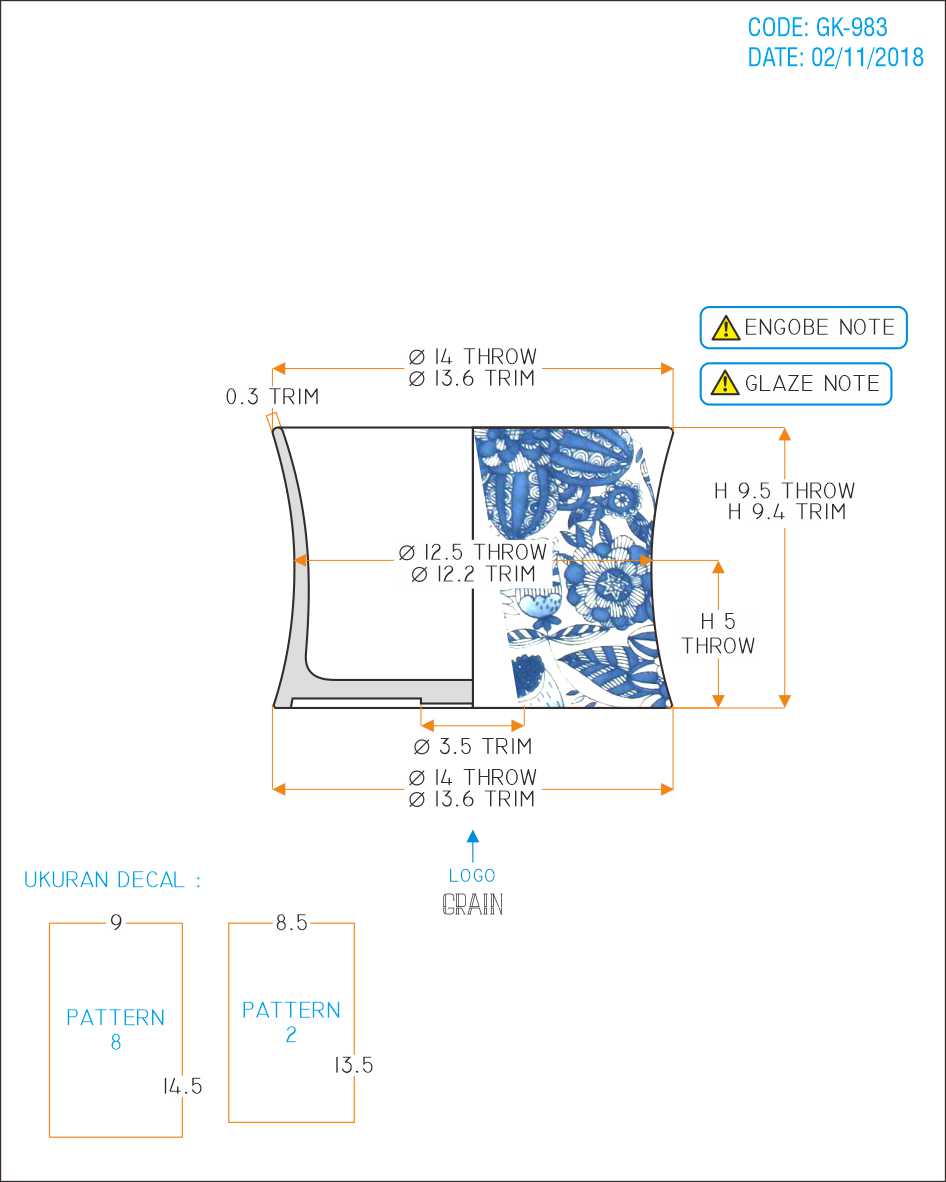 CODE: GK-983
DATE: 02/11/2018
ENGOBE NOTE
GLAZE NOTE
Ø 14 THROW
Ø 13.6 TRIM
0.3 TRIM
H 9.5 THROW
H 9.4 TRIM
Ø 12.5 THROW
Ø 12.2 TRIM
H 5
THROW
Ø 3.5 TRIM
Ø 14 THROW
Ø 13.6 TRIM
LOGO
GRAIN
UKURAN DECAL :
9
8.5
PATTERN
8
PATTERN
2
14.5
13.5